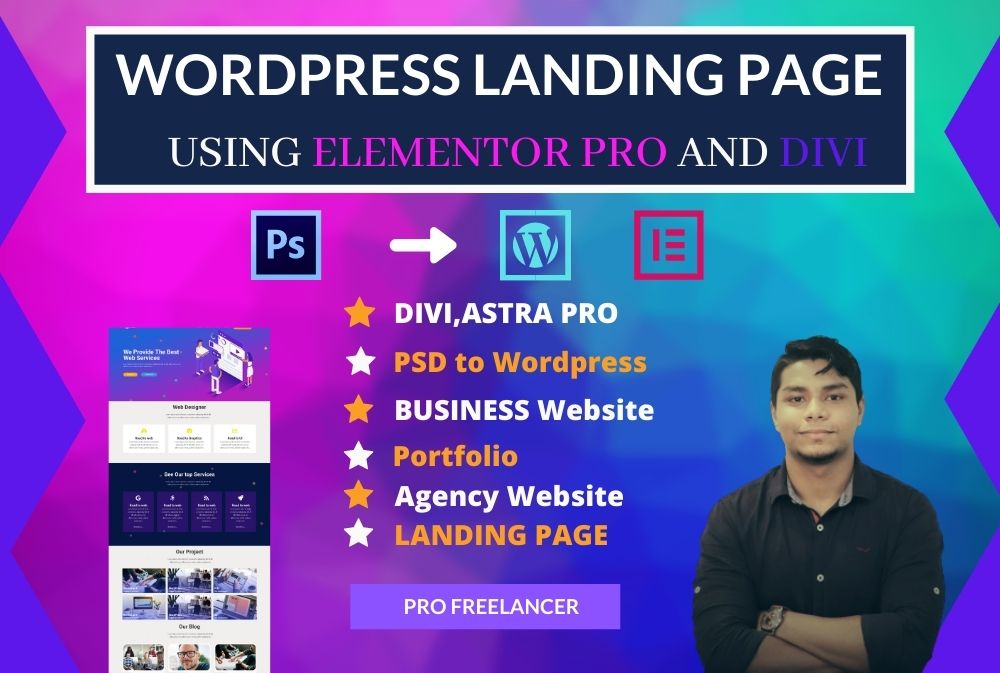 WORDPRESS LANDING PAGE
USING ELEMENTOR PRO AND DIVI
Ps
DIVI,ASTRA PRO
PSD to Wordpress
BUSINESS Website
Portfolio
Agency Website
LANDING PAGE
PRO FREELANCER
We Provide The Best
Web Services
Web Designer
See Our top Services
Our Project
Our Blog